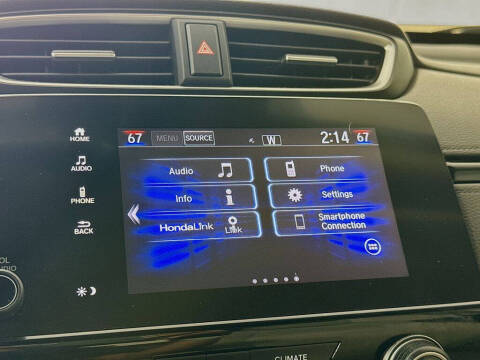 67 MENU SOURCE W 2:14 67
HOME
AUDIO
PHONE
BACK
Audio Phone
Info i Settings
HondaLink Link Smartphone
Connection
CLIMATE